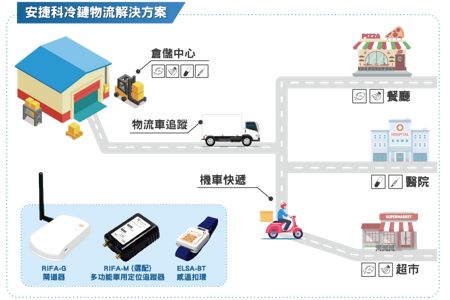 安捷科冷鏈物流解決方案
倉儲中心
PIZZA
餐廳
物流車追蹤
HOSPITAL
醫院
機車快遞
SUPERMARKET
超市
RIFA-G
閘道器
RIFA-M (選配)
多功能車用定位追蹤器
ELSA-BT
感溫扣環